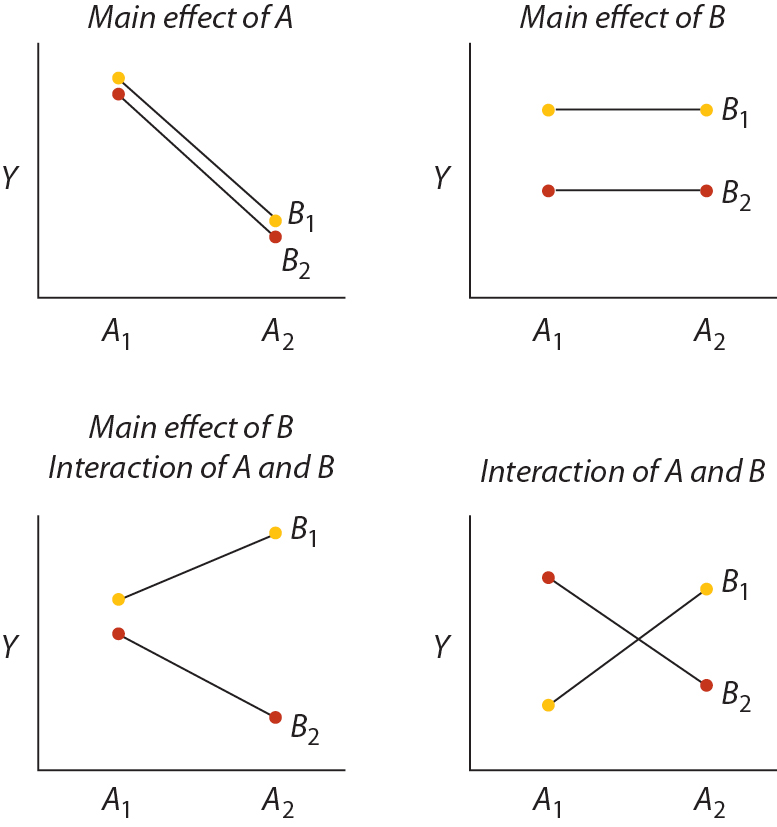 Main effect of A
Main effect of B
Y
B1
B2
A1
A2
Y
B1
B2
A1
A2
Main effect of B
Interaction of A and B
Interaction of A and B
Y
B1
B2
A1
A2
Y
B1
B2
A1
A2